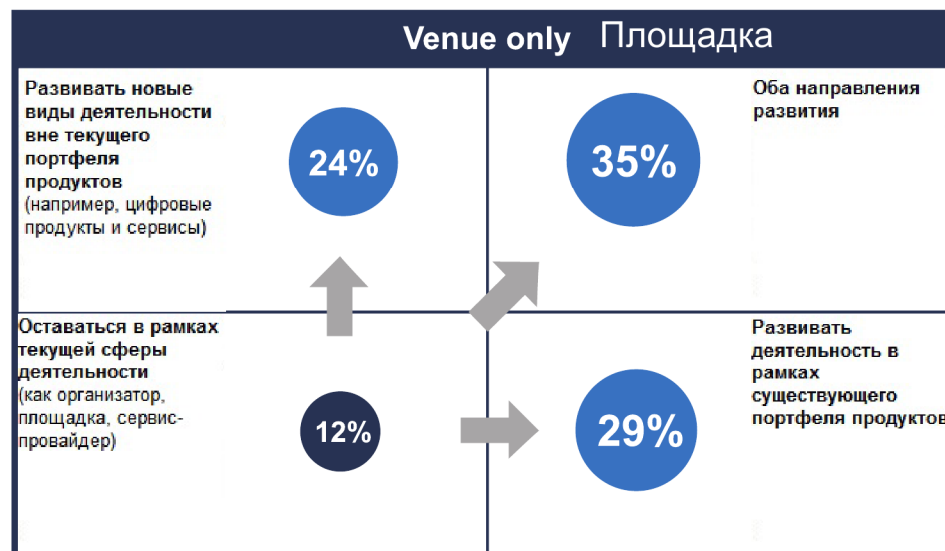 Venue only Площадка
Развивать новые
виды деятельности
вне текущего
портфеля
продуктов
(например, цифровые
продукты и сервисы)
24%
35%
Оба направления
развития
Оставаться в рамках
текущей сферы
деятельности
(как организатор,
площадка, сервис-
провайдер)
12%
29%
Развивать
деятельность в
рамках
существующего
портфеля продуктов